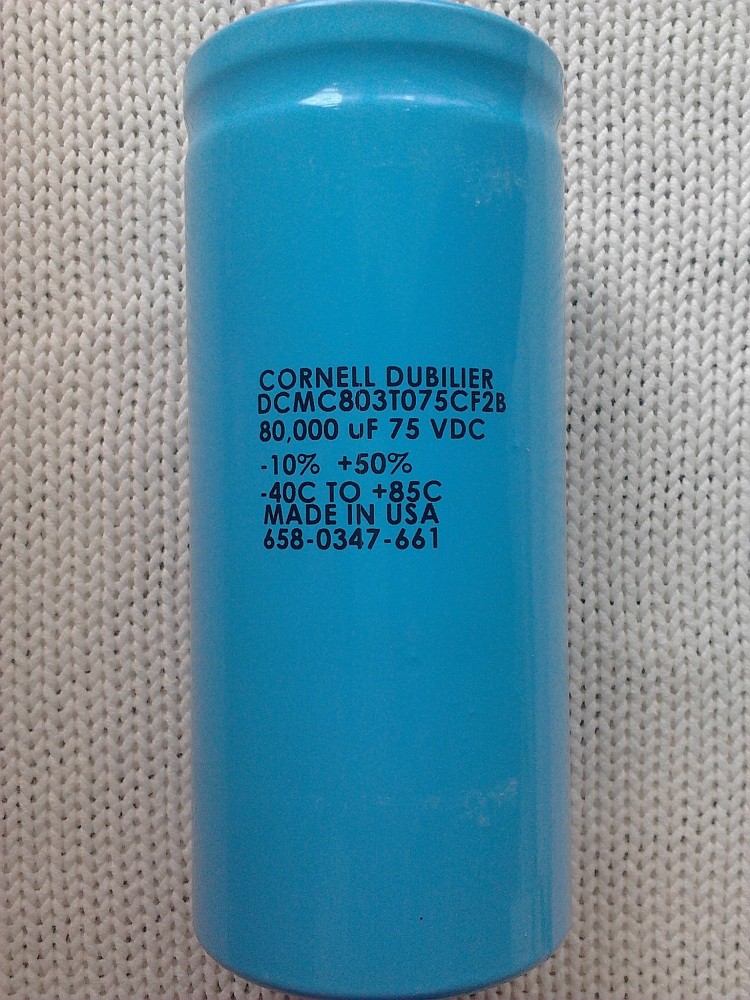 CORNELL DUBILIER
DCMC803T075CF2B
80,000 uF 75 VDC
-10% +50%
-40C TO +85C
MADE IN USA
658-0347-661